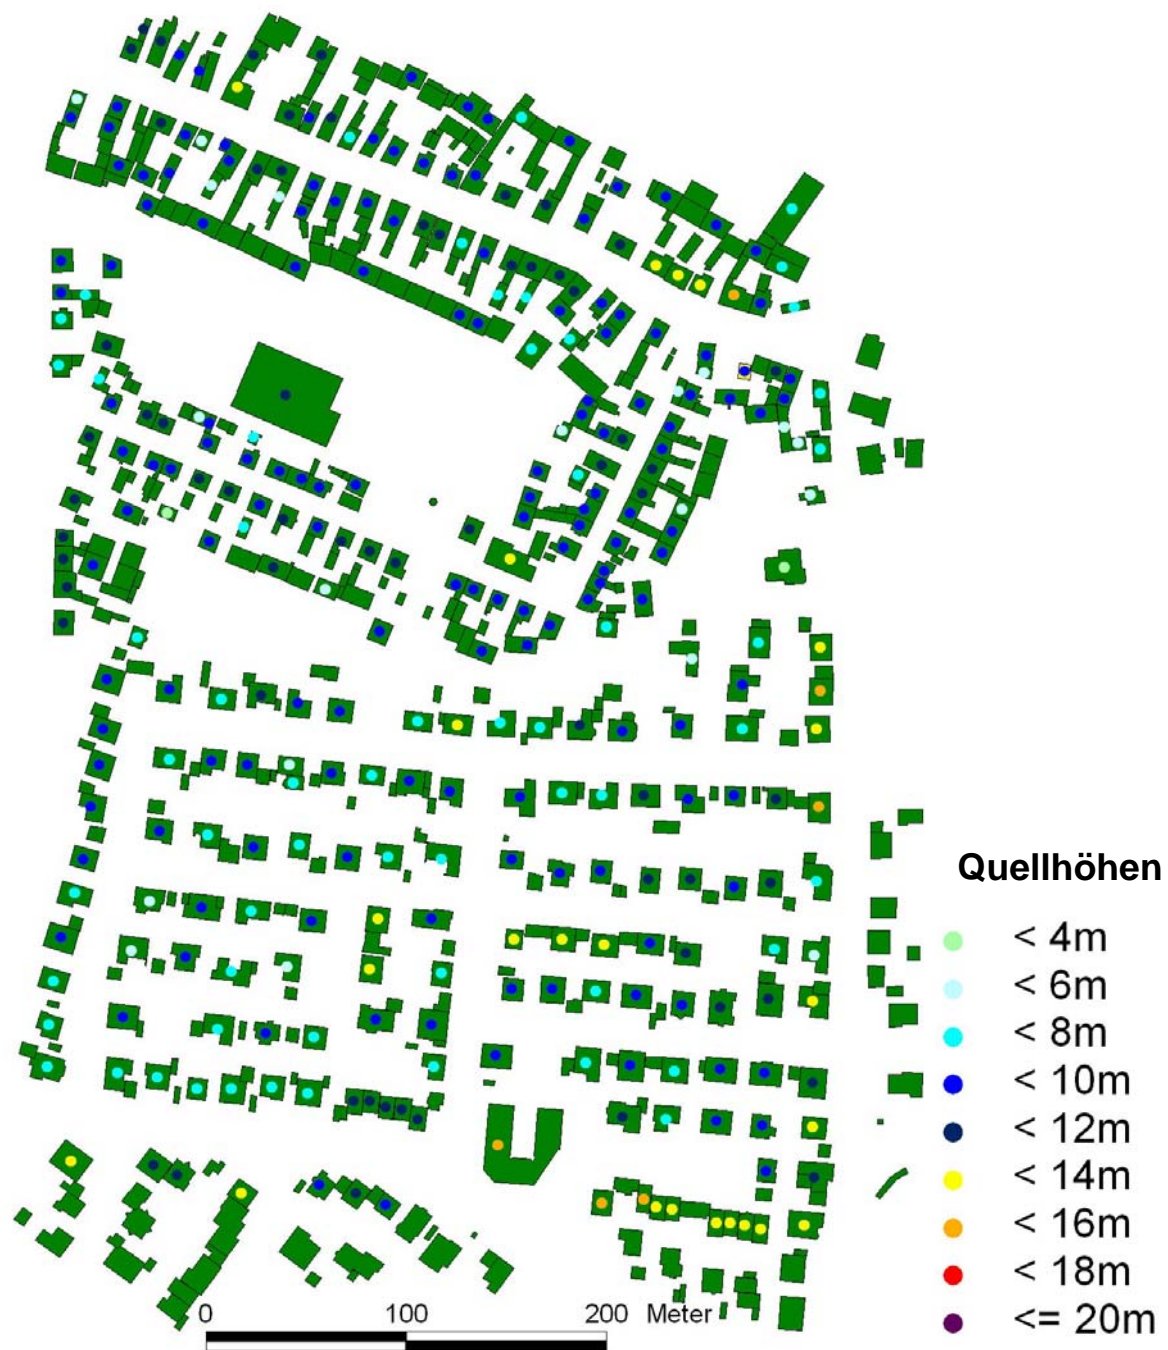 Quellhöhen
< 4m
< 6m
< 8m
< 10m
< 12m
< 14m
< 16m
< 18m
<= 20m
0 100 200 Meter